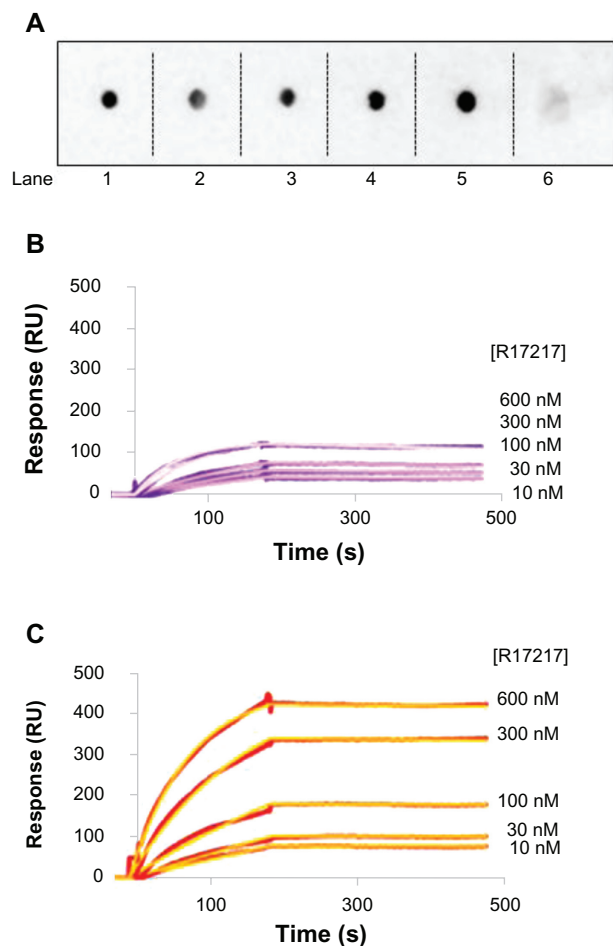 A
Lane 1 2 3 4 5 6
B
500
400
300
200
100
0
Response (RU)
100 300 500
Time (s)
[R17217]
600 nM
300 nM
100 nM
30 nM
10 nM
C
500
400
300
200
100
0
Response (RU)
100 300 500
Time (s)
[R17217]
600 nM
300 nM
100 nM
30 nM
10 nM